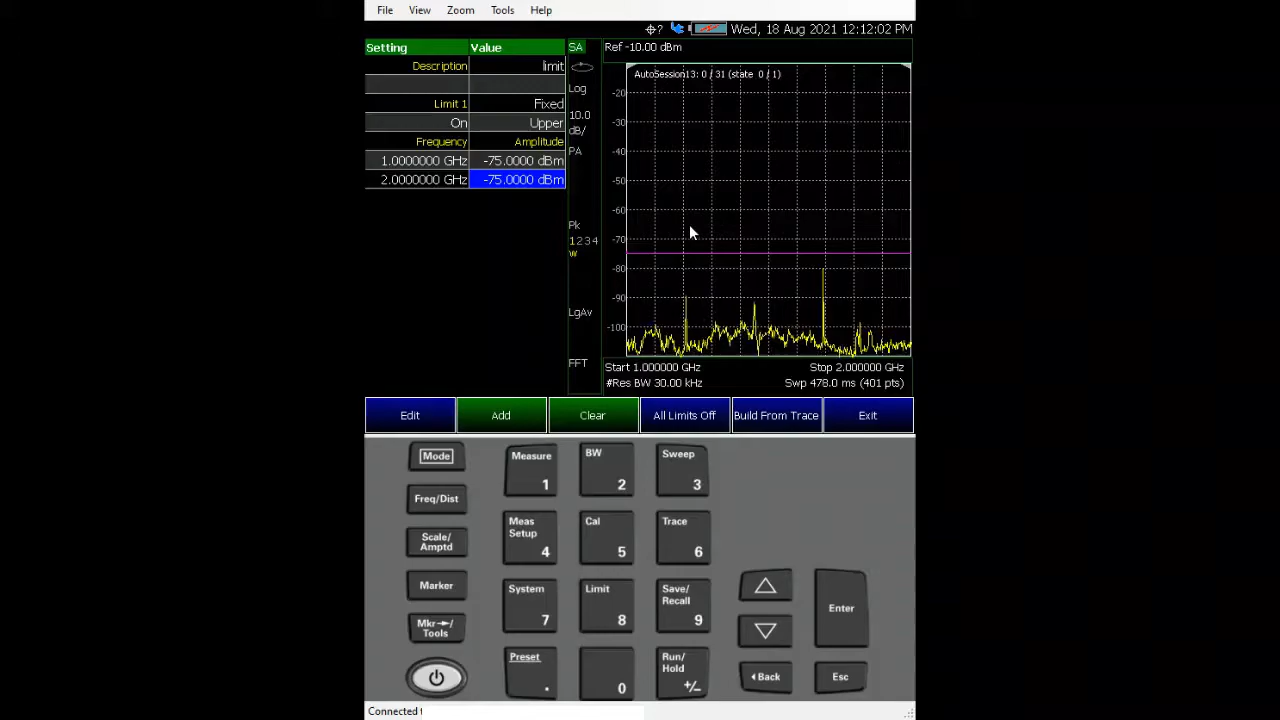 File View Zoom Tools Help
Wed, 18 Aug 2021 12:12:02 PM
Setting Value
Description limit
Limit 1 Fixed
On Upper
Frequency Amplitude
1.0000000 GHz -75.0000 dBm
2.0000000 GHz -75.0000 dBm
SA
Log
10.0
dB/
PA
Pk
1234
W
LgAv
FFT
Ref -10.00 dBm
AutoSession13: 0 / 31 (state 0 / 1)
-20
-30
-40
-50
-60
-70
-80
-90
-100
Start 1.000000 GHz Stop 2.000000 GHz
#Res BW 30.00 kHz Swp 478.0 ms (401 pts)
Edit Add Clear All Limits Off Build From Trace Exit
Mode
Freq/Dist
Scale/
Amptd
Marker
Mkr→/
Tools
Measure
1
BW
2
Sweep
3
Meas
Setup
4
Cal
5
Trace
6
System
7
Limit
8
Save/
Recall
9
Preset
.
0
Run/
Hold
+/-
Enter
Back
Esc
Connected